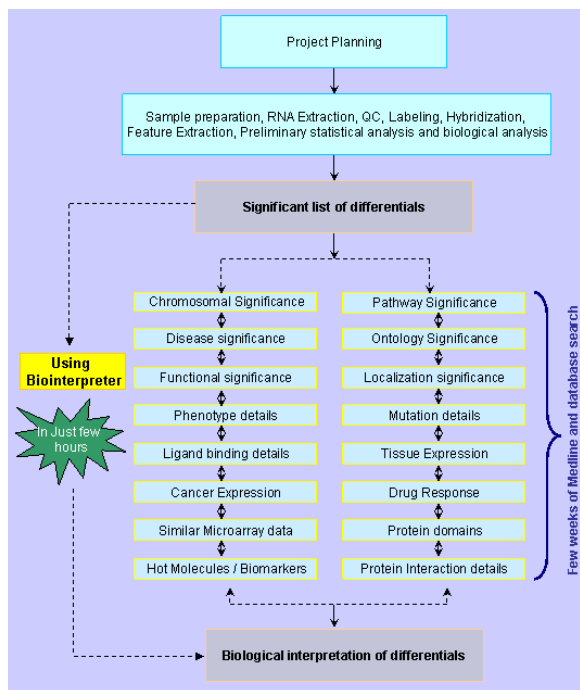 Project Planning
Sample preparation, RNA Extraction, QC, Labeling, Hybridization,
Feature Extraction, Preliminary statistical analysis and biological analysis
Significant list of differentials
Chromosomal Significance
Disease significance
Functional significance
Phenotype details
Ligand binding details
Cancer Expression
Similar Microarray data
Hot Molecules / Biomarkers
Pathway Significance
Ontology Significance
Localization significance
Mutation details
Tissue Expression
Drug Response
Protein domains
Protein Interaction details
Using
Biointerpreter
In Just few
hours
Few weeks of Medline and database search
Biological interpretation of differentials